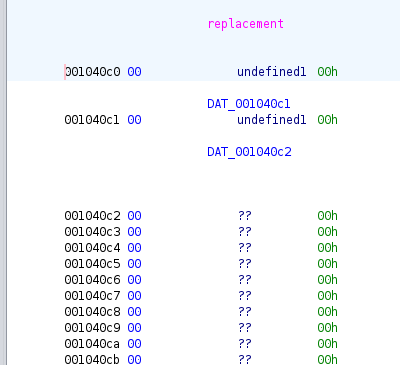 replacement
001040c0 00 undefined1 00h
DAT_001040c1
001040c1 00 undefined1 00h
DAT_001040c2
001040c2 00 ?? 00h
001040c3 00 ?? 00h
001040c4 00 ?? 00h
001040c5 00 ?? 00h
001040c6 00 ?? 00h
001040c7 00 ?? 00h
001040c8 00 ?? 00h
001040c9 00 ?? 00h
001040ca 00 ?? 00h
001040cb 00 ?? 00h